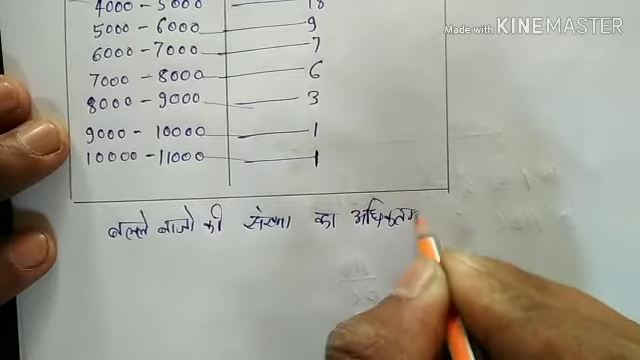 Made with KINEMASTER
4000 - 5000 18
5000 - 6000 9
6000 - 7000 7
7000 - 8000 6
8000 - 9000 3
9000 - 10000 1
10000 - 11000 1
बल्ले बाजो की संख्या का अधिकतम